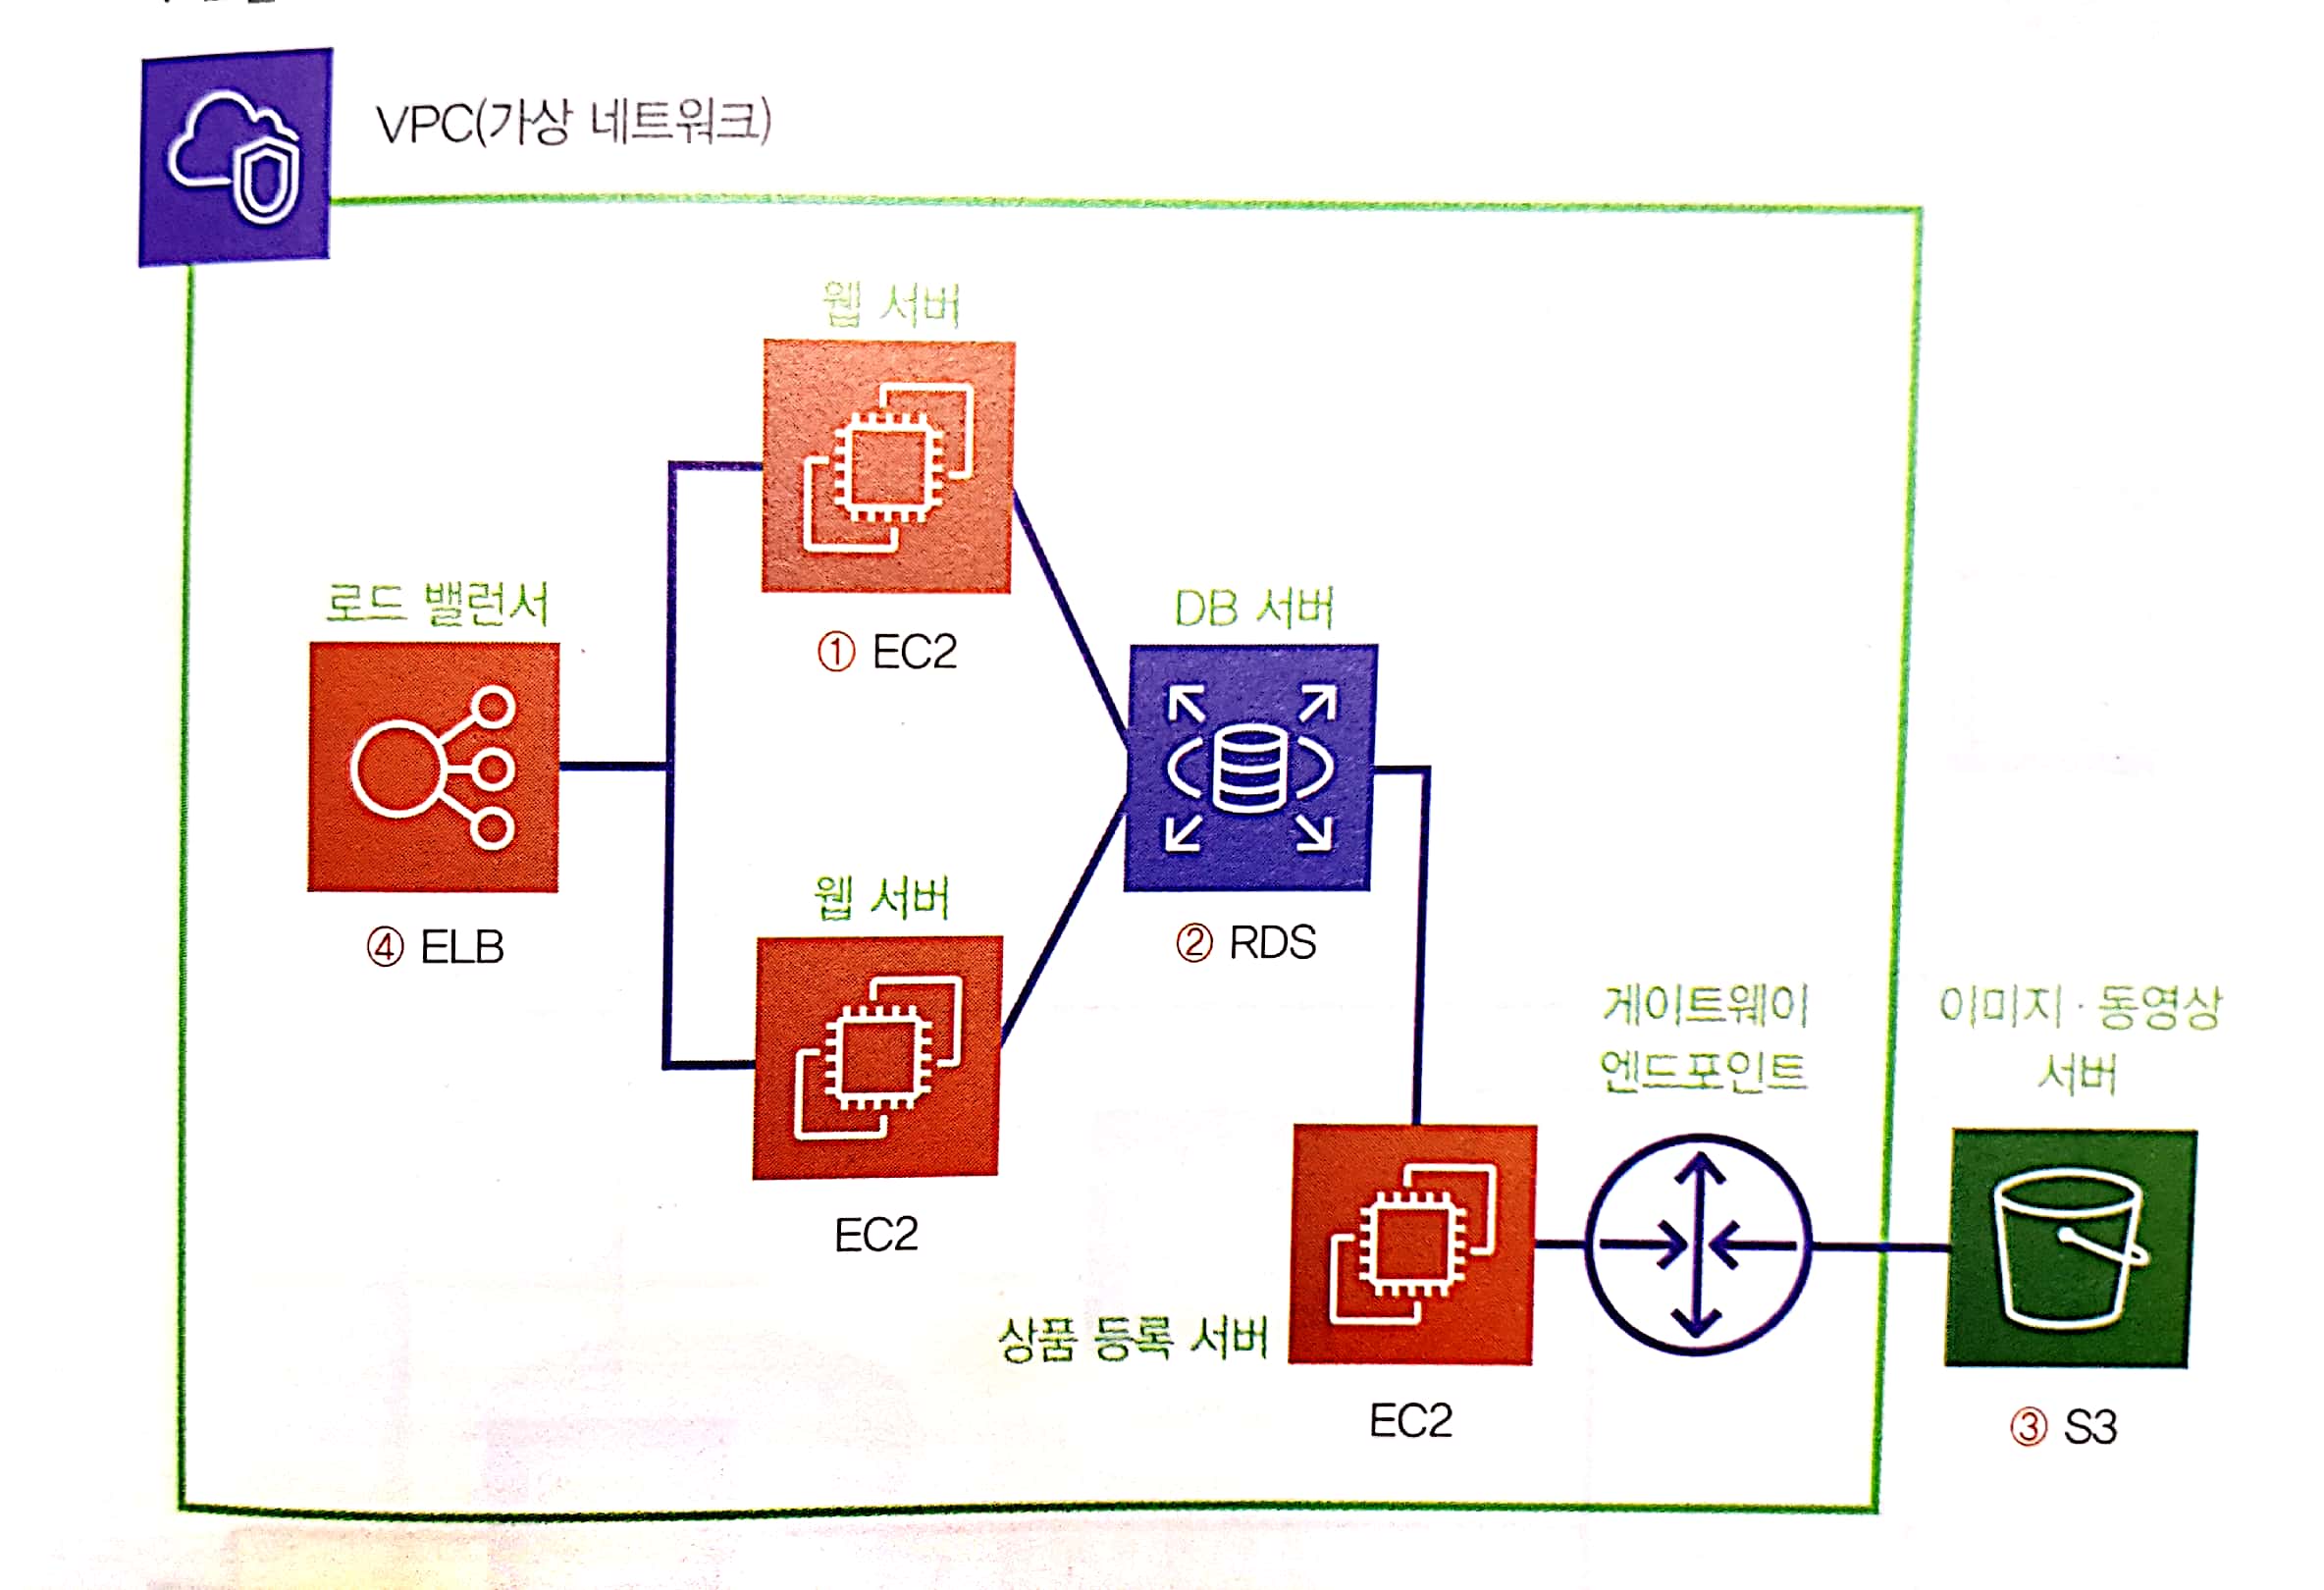 VPC(가상 네트워크)
웹 서버
① EC2
로드 밸런서
④ ELB
DB 서버
② RDS
웹 서버
EC2
게이트웨이
엔드포인트
이미지 · 동영상
서버
상품 등록 서버
EC2
③ S3